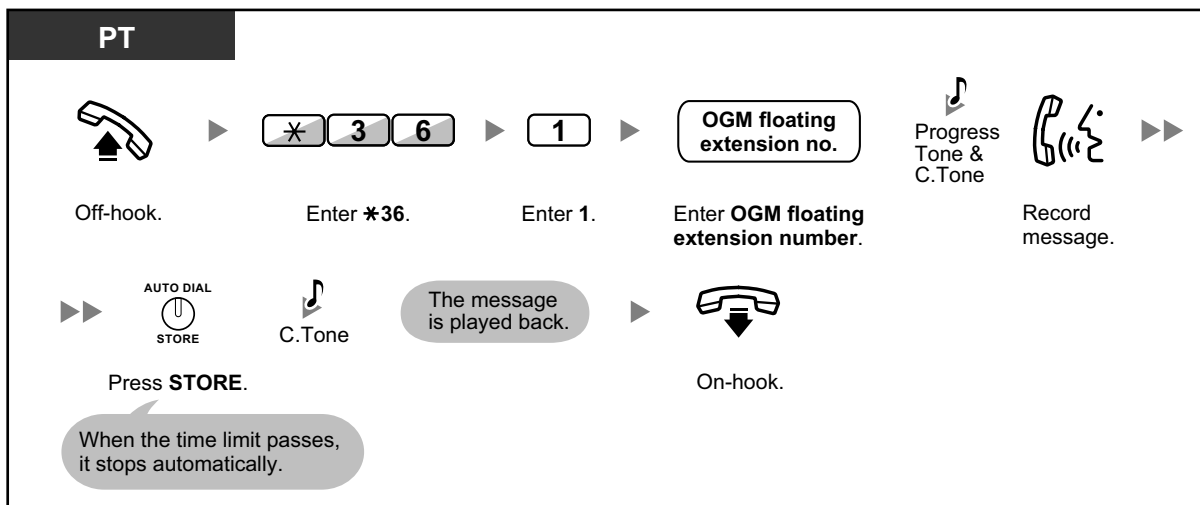 PT
✳ 3 6
1
OGM floating
extension no.
Progress
Tone &
C.Tone
Off-hook.
Enter ✳36.
Enter 1.
Enter OGM floating
extension number.
Record
message.
AUTO DIAL
STORE
C.Tone
The message
is played back.
Press STORE.
On-hook.
When the time limit passes,
it stops automatically.